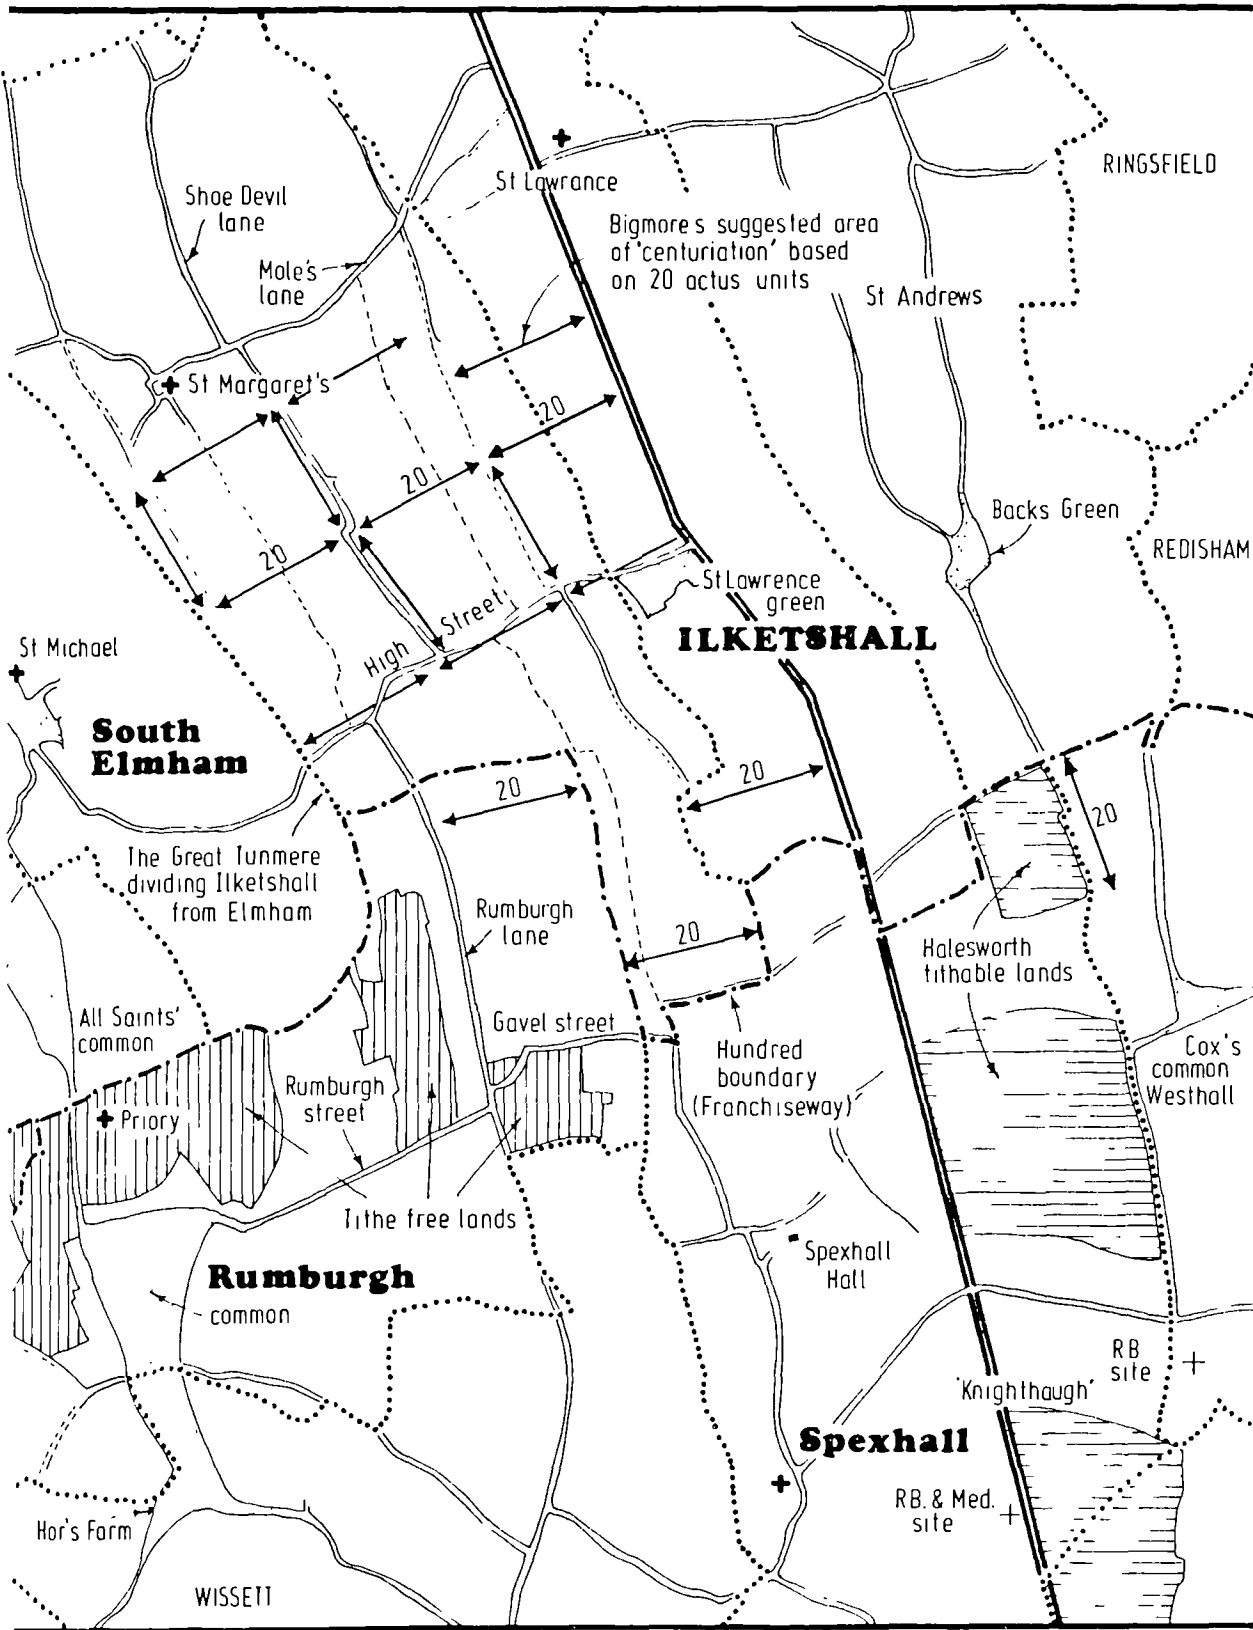 RINGSFIELD
St Lawrance
Shoe Devil
lane
Bigmore's suggested area
of 'centuriation' based
on 20 actus units
Mole's
lane
St Andrews
St Margaret's
20
20
20
Backs Green
REDISHAM
St Lawrence
green
High Street
ILKETSHALL
St Michael
South
Elmham
20
20
20
The Great Tunmere
dividing Ilketshall
from Elmham
Rumburgh
lane
20
Halesworth
tithable lands
All Saints'
common
Gavel street
Hundred
boundary
(Franchiseway)
Cox's
common
Westhall
Rumburgh
street
Priory
Tithe free lands
Spexhall
Hall
Rumburgh
common
RB
site
'Knighthaugh'
Spexhall
RB. & Med.
site
Hor's Farm
WISSETT